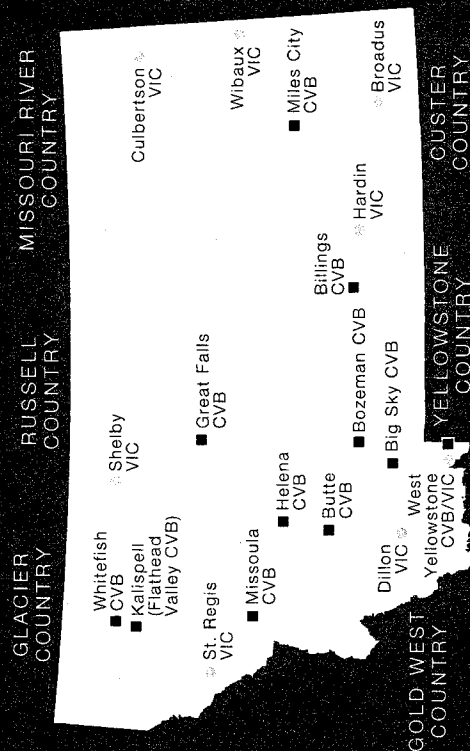 GLACIER
COUNTRY
RUSSELL
COUNTRY
MISSOURI RIVER
COUNTRY
Whitefish
CVB
Kalispell
(Flathead
Valley CVB)
Shelby
VIC
Culbertson
VIC
St. Regis
VIC
Great Falls
CVB
Wibaux
VIC
Missoula
CVB
Helena
CVB
Miles City
CVB
Butte
CVB
Billings
CVB
Bozeman CVB
Hardin
VIC
Broadus
VIC
Dillon
VIC
Big Sky CVB
West
Yellowstone
CVB/VIC
GOLD WEST
COUNTRY
YELLOWSTONE
COUNTRY
CUSTER
COUNTRY